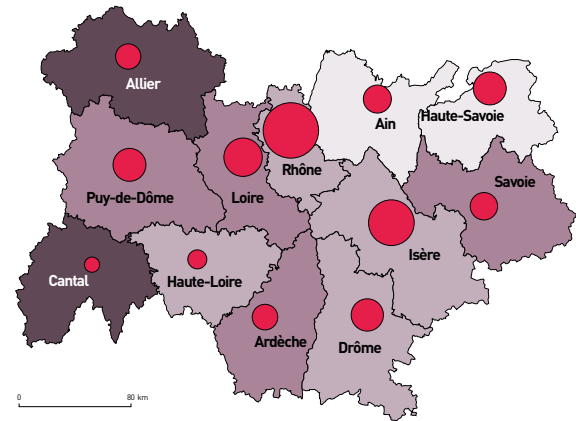 Allier
Ain
Haute-Savoie
Rhône
Savoie
Puy-de-Dôme
Loire
Isère
Cantal
Haute-Loire
Ardèche
Drôme
0
80 km